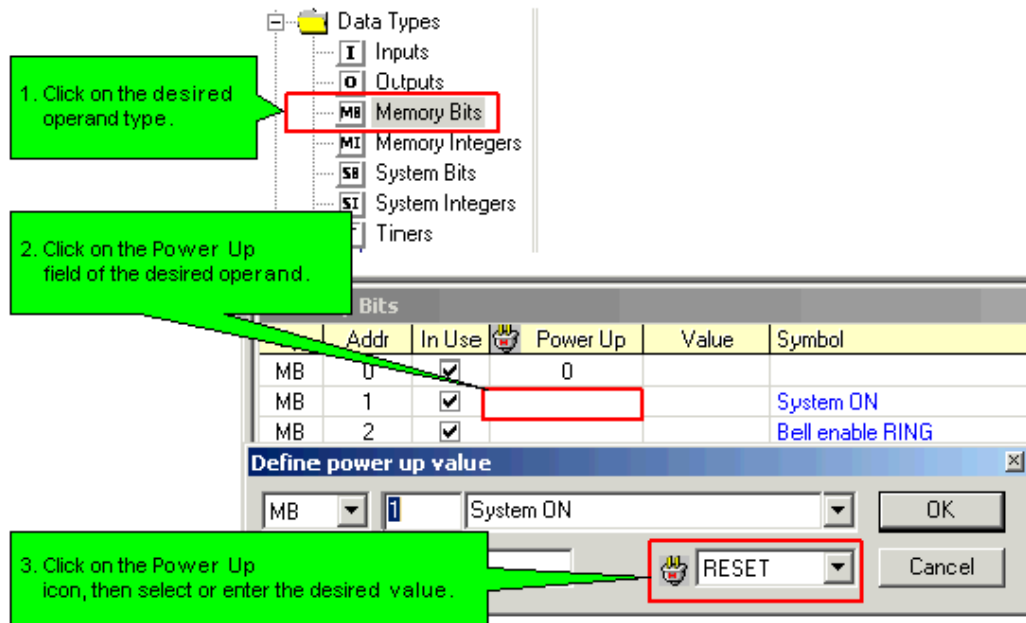 Data Types
I Inputs
O Outputs
1. Click on the desired
operand type.
MB Memory Bits
MI Memory Integers
SB System Bits
SI System Integers
Timers
2. Click on the Power Up
field of the desired operand.
Bits
Addr In Use Power Up Value Symbol
MB 0 0
MB 1 System ON
MB 2 Bell enable RING
Define power up value
MB 1 System ON OK
3. Click on the Power Up
icon, then select or enter the desired value.
RESET Cancel